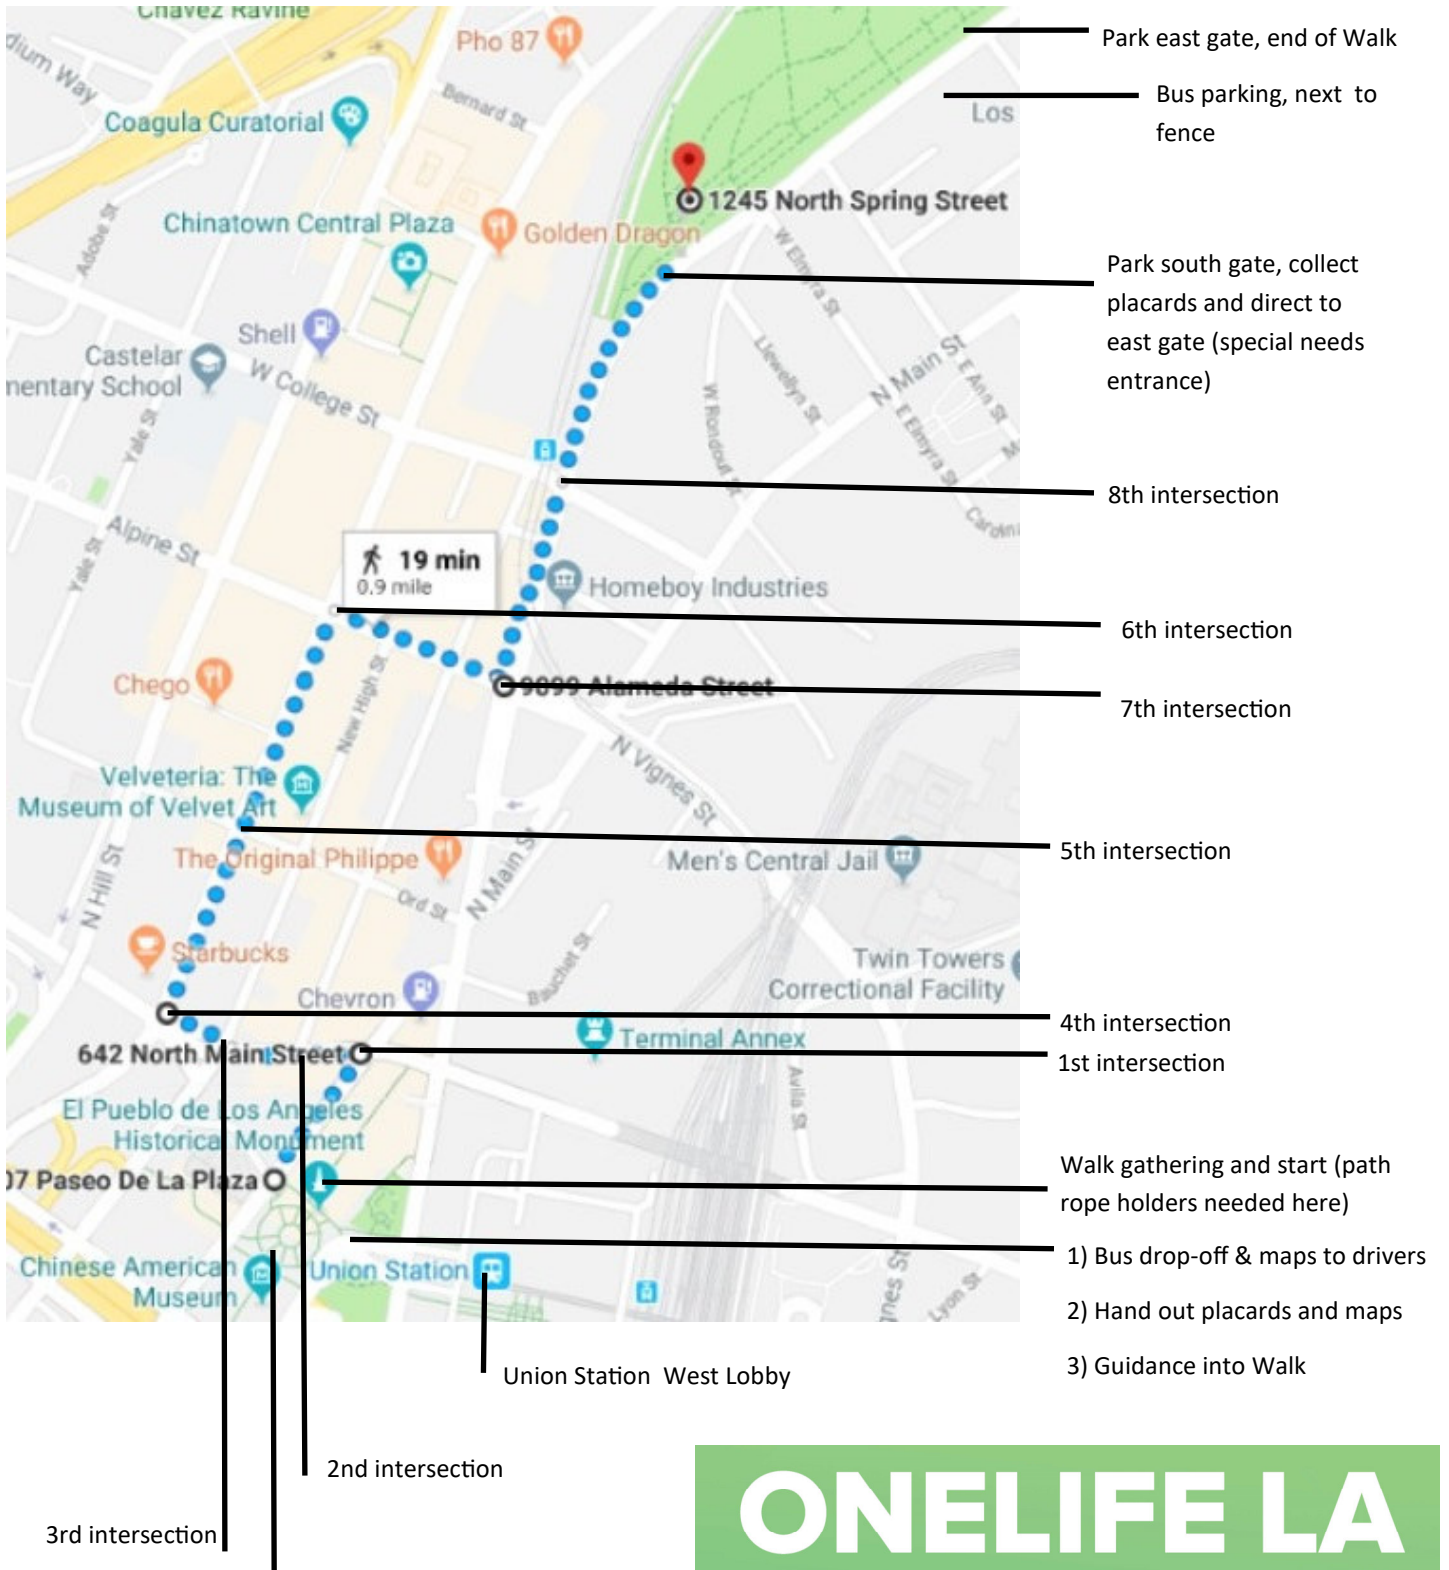 Chavez Ravine
dium Way
Pho 87
Bernard St
Coagula Curatorial
Adobe St
Chinatown Central Plaza
Golden Dragon
1245 North Spring Street
Los
Park east gate, end of Walk
Bus parking, next to
fence
W Elmyra St
Park south gate, collect
placards and direct to
east gate (special needs
entrance)
Shell
Castelar
mentary School
W College St
Yale St
Llewellyn St
W Rondout St
N Main St
E Ann St
E Elmyra St
Cardina
8th intersection
Alpine St
Yale St
19 min
0.9 mile
Homeboy Industries
6th intersection
Chego
New High St
9099 Alameda Street
7th intersection
N Vignes St
Velveteria: The
Museum of Velvet Art
The Original Philippe
Men's Central Jail
5th intersection
N Hill St
Ord St
N Main St
Starbucks
Bauchet St
Twin Towers
Correctional Facility
Chevron
4th intersection
Terminal Annex
642 North Main Street
1st intersection
Avila St
El Pueblo de Los Angeles
Historical Monument
07 Paseo De La Plaza
Walk gathering and start (path
rope holders needed here)
Chinese American
Museum
Union Station
gnes St
Lyon St
1) Bus drop-off & maps to drivers
2) Hand out placards and maps
3) Guidance into Walk
Union Station West Lobby
2nd intersection
3rd intersection
ONELIFE LA